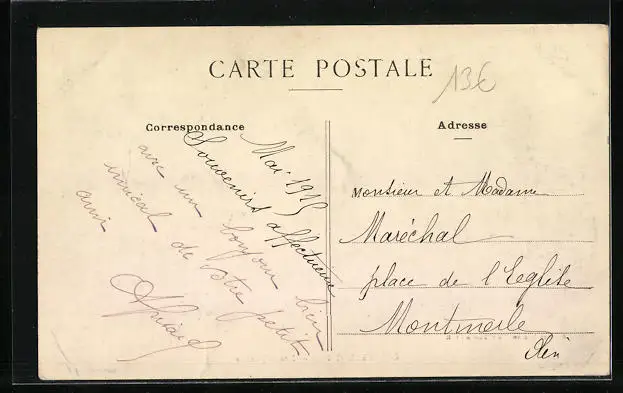 CARTE POSTALE
13€
Correspondance
Mai 1915
Souvenirs affectueux
avec un bonjour bien
amical de votre petit
ami
Adresse
Monsieur et Madame
Maréchal
place de l'Eglise
Montmerle
Ain